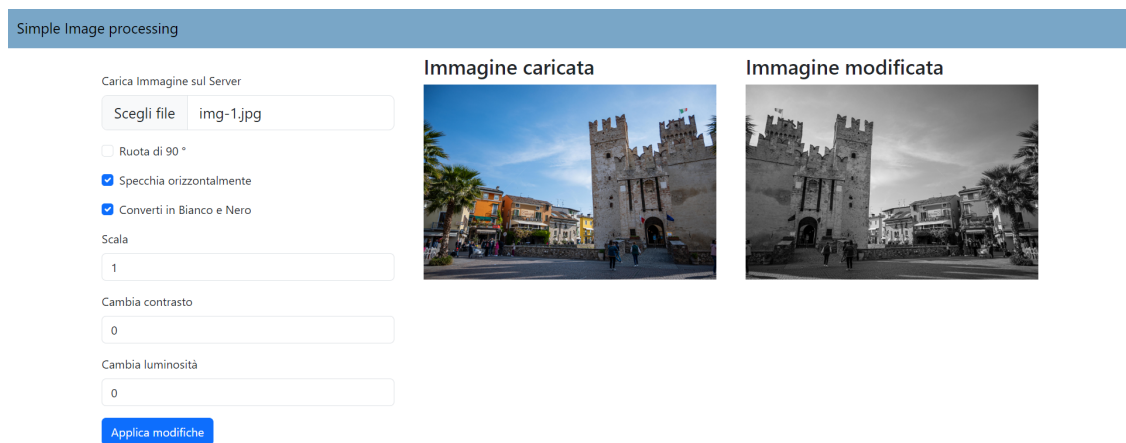 Simple Image processing
Carica Immagine sul Server
Scegli file img-1.jpg
Ruota di 90 °
Specchia orizzontalmente
Converti in Bianco e Nero
Scala
1
Cambia contrasto
0
Cambia luminosità
0
Applica modifiche
Immagine caricata
Immagine modificata